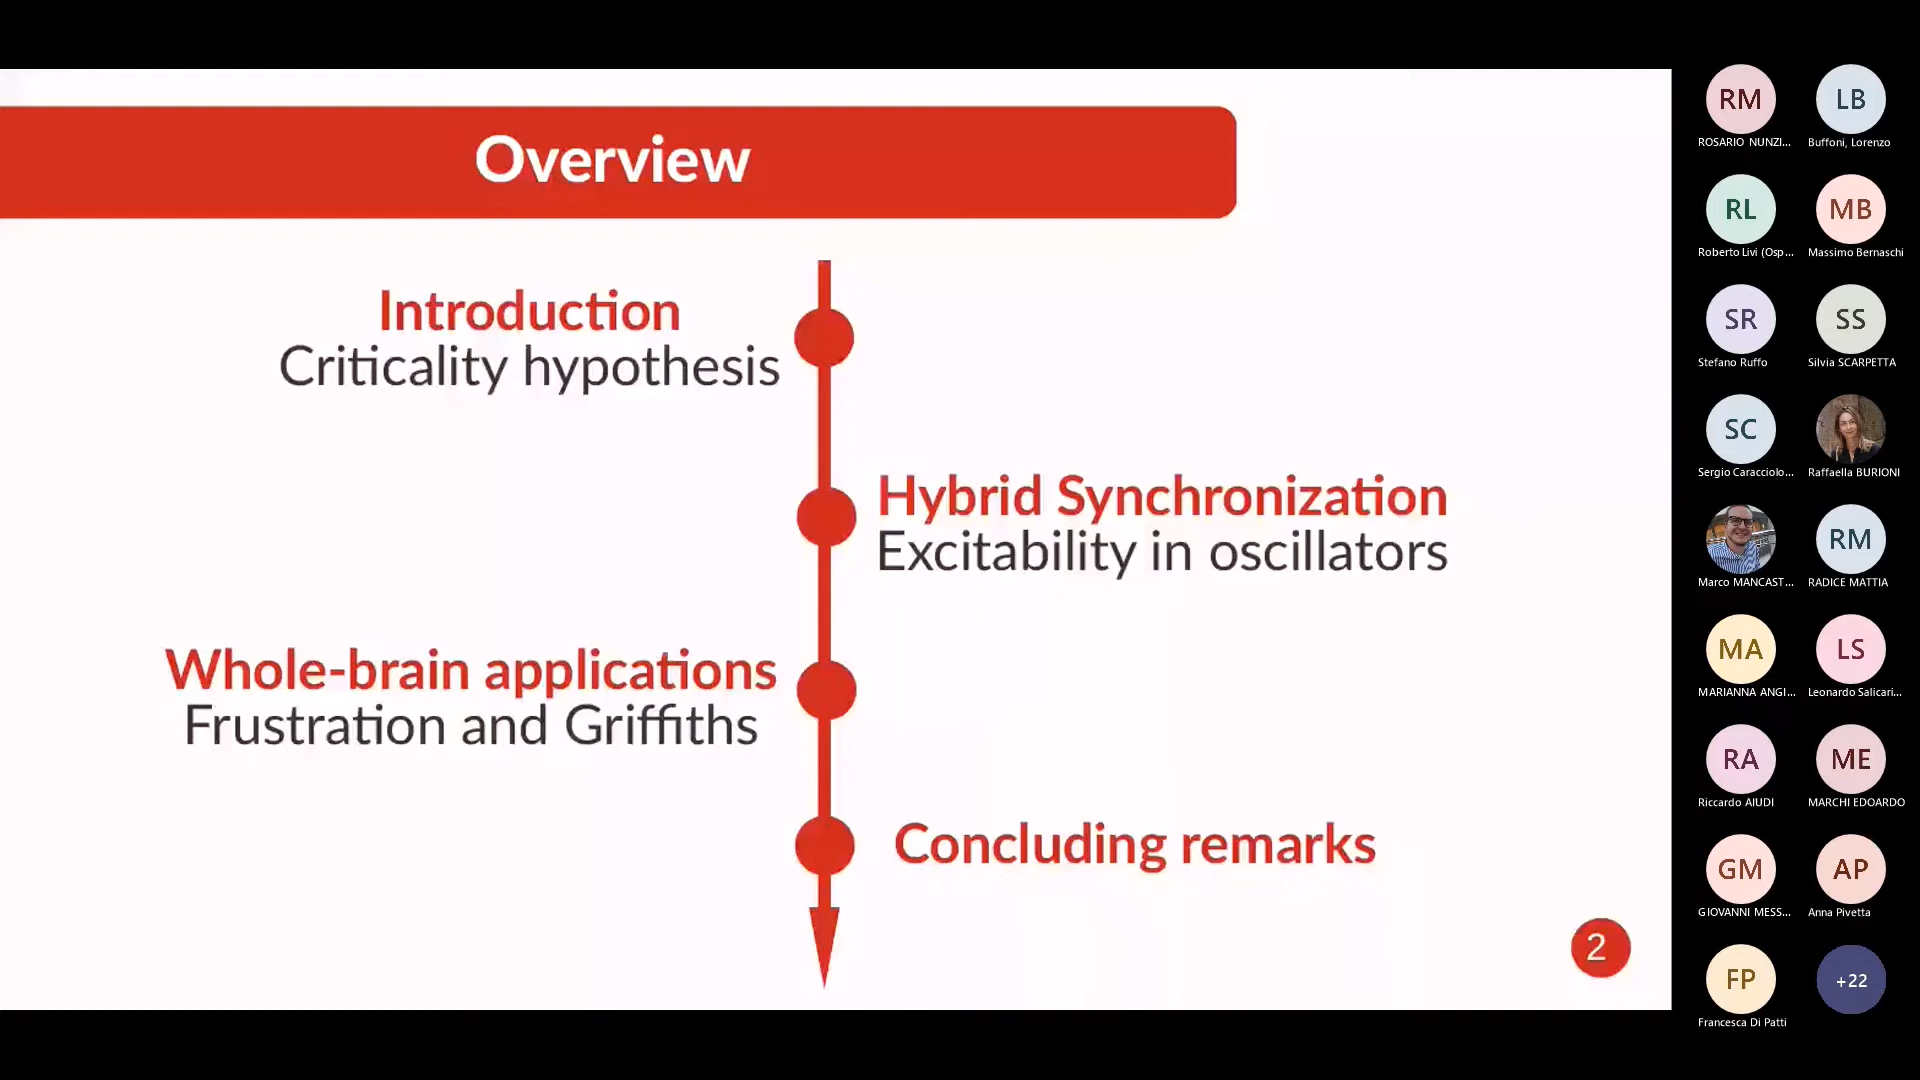 Overview
Introduction
Criticality hypothesis
Hybrid Synchronization
Excitability in oscillators
Whole-brain applications
Frustration and Griffiths
Concluding remarks
2
RM
ROSARIO NUNZI...
LB
Buffoni, Lorenzo
RL
Roberto Livi (Osp...
MB
Massimo Bernaschi
SR
Stefano Ruffo
SS
Silvia SCARPETTA
SC
Sergio Caracciolo...
Raffaella BURIONI
Marco MANCAST...
RM
RADICE MATTIA
MA
MARIANNA ANGI...
LS
Leonardo Salicari...
RA
Riccardo AIUDI
ME
MARCHI EDOARDO
GM
GIOVANNI MESS...
AP
Anna Pivetta
FP
Francesca Di Patti
+22